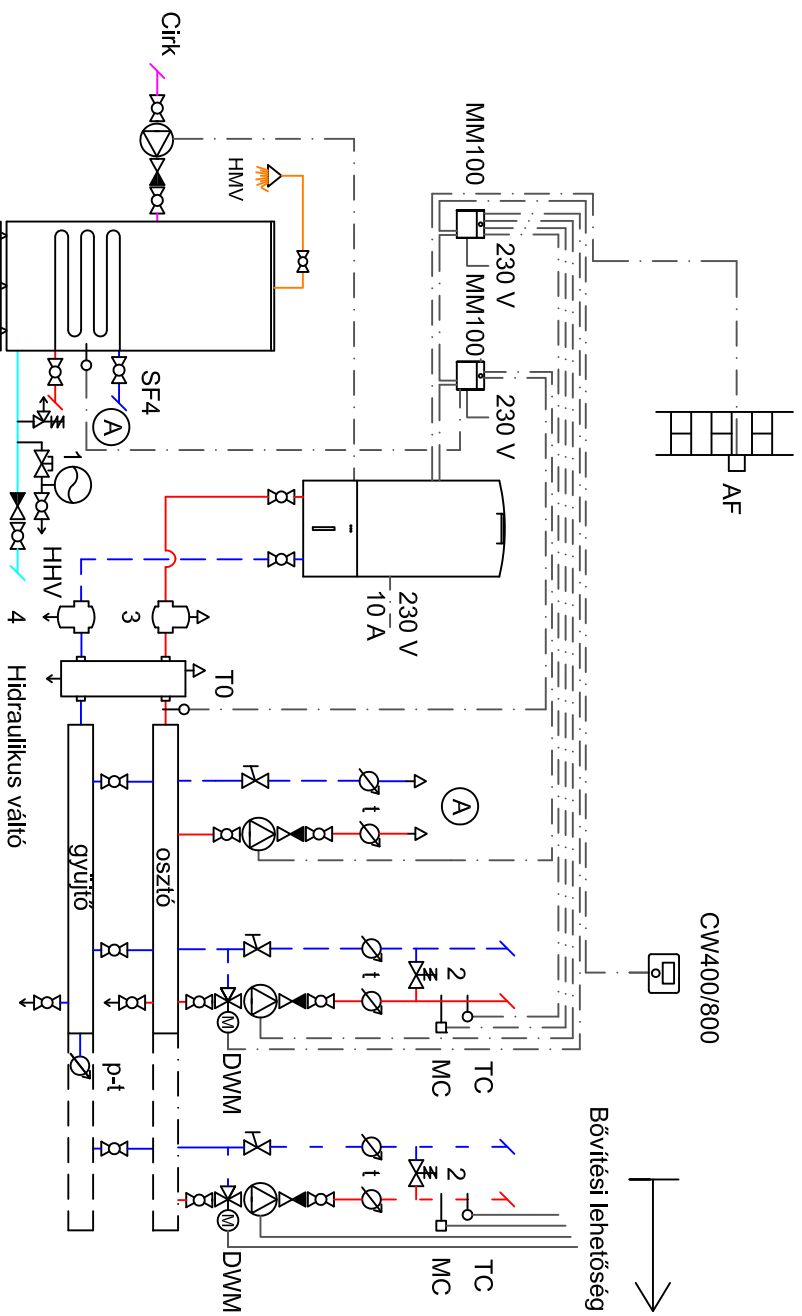 Cirk
HMV
MM100
230 V
MM100
230 V
AF
SF4
A
1
HHV
4
3
Hidraulikus váltó
T0
230 V
10 A
A
t
gyűjtő
osztó
CW400/800
t
2
M
DWM
MC
TC
p-t
t
2
M
DWM
MC
TC
Bővítési lehetőség